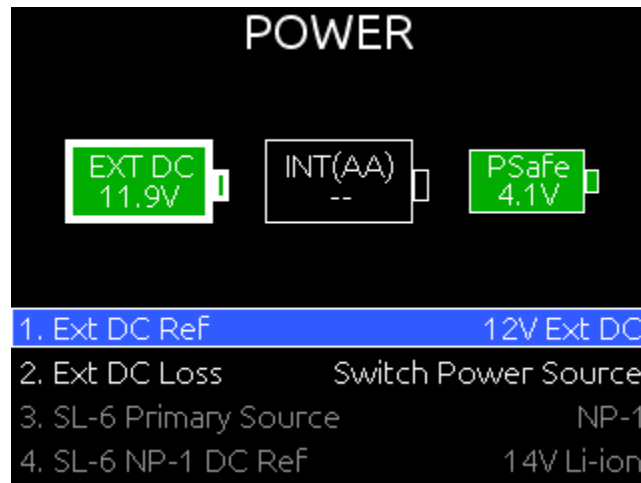 POWER
EXT DC
11.9V
INT(AA)
--
PSafe
4.1V
1. Ext DC Ref 12V Ext DC
2. Ext DC Loss Switch Power Source
3. SL-6 Primary Source NP-1
4. SL-6 NP-1 DC Ref 14V Li-ion